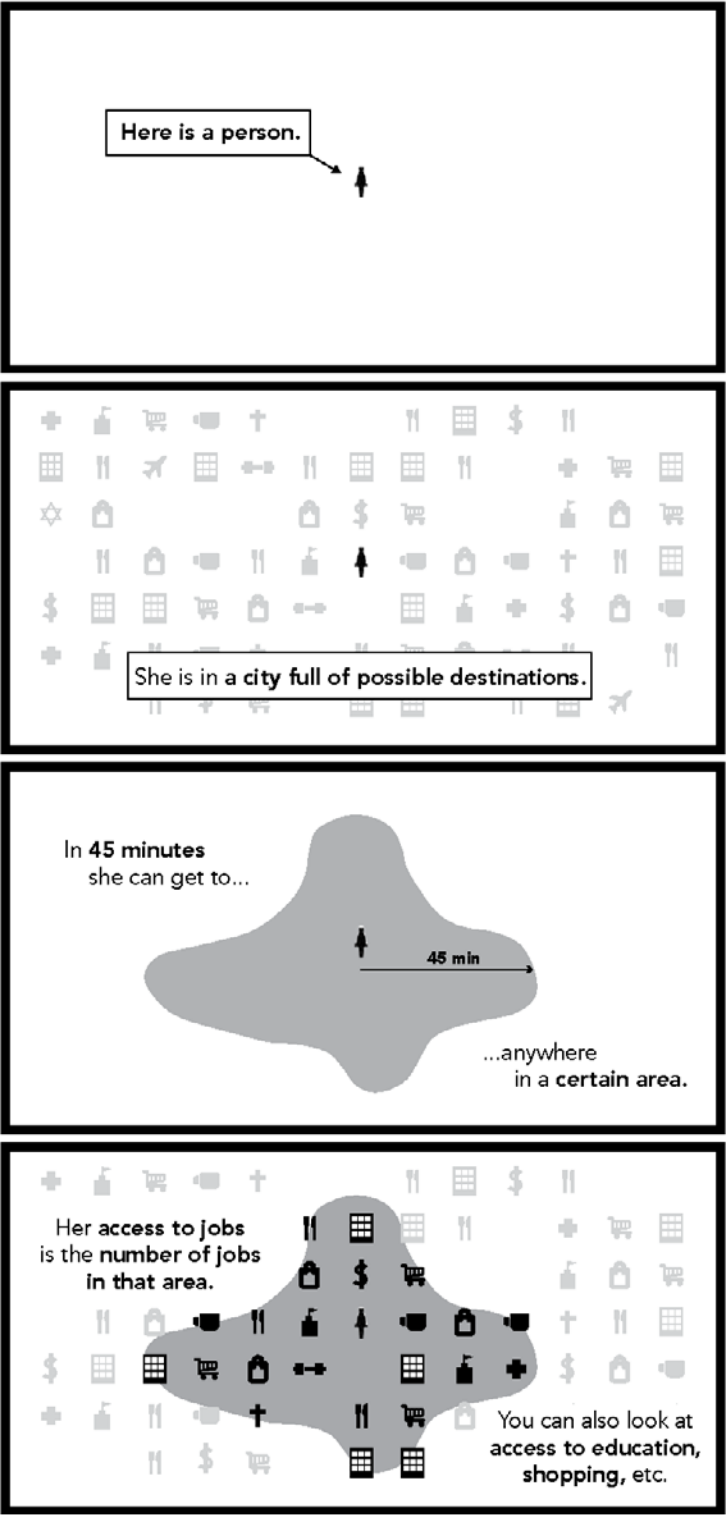 Here is a person.
She is in a city full of possible destinations.
In 45 minutes
she can get to...
45 min
...anywhere
in a certain area.
Her access to jobs
is the number of jobs
in that area.
You can also look at
access to education,
shopping, etc.